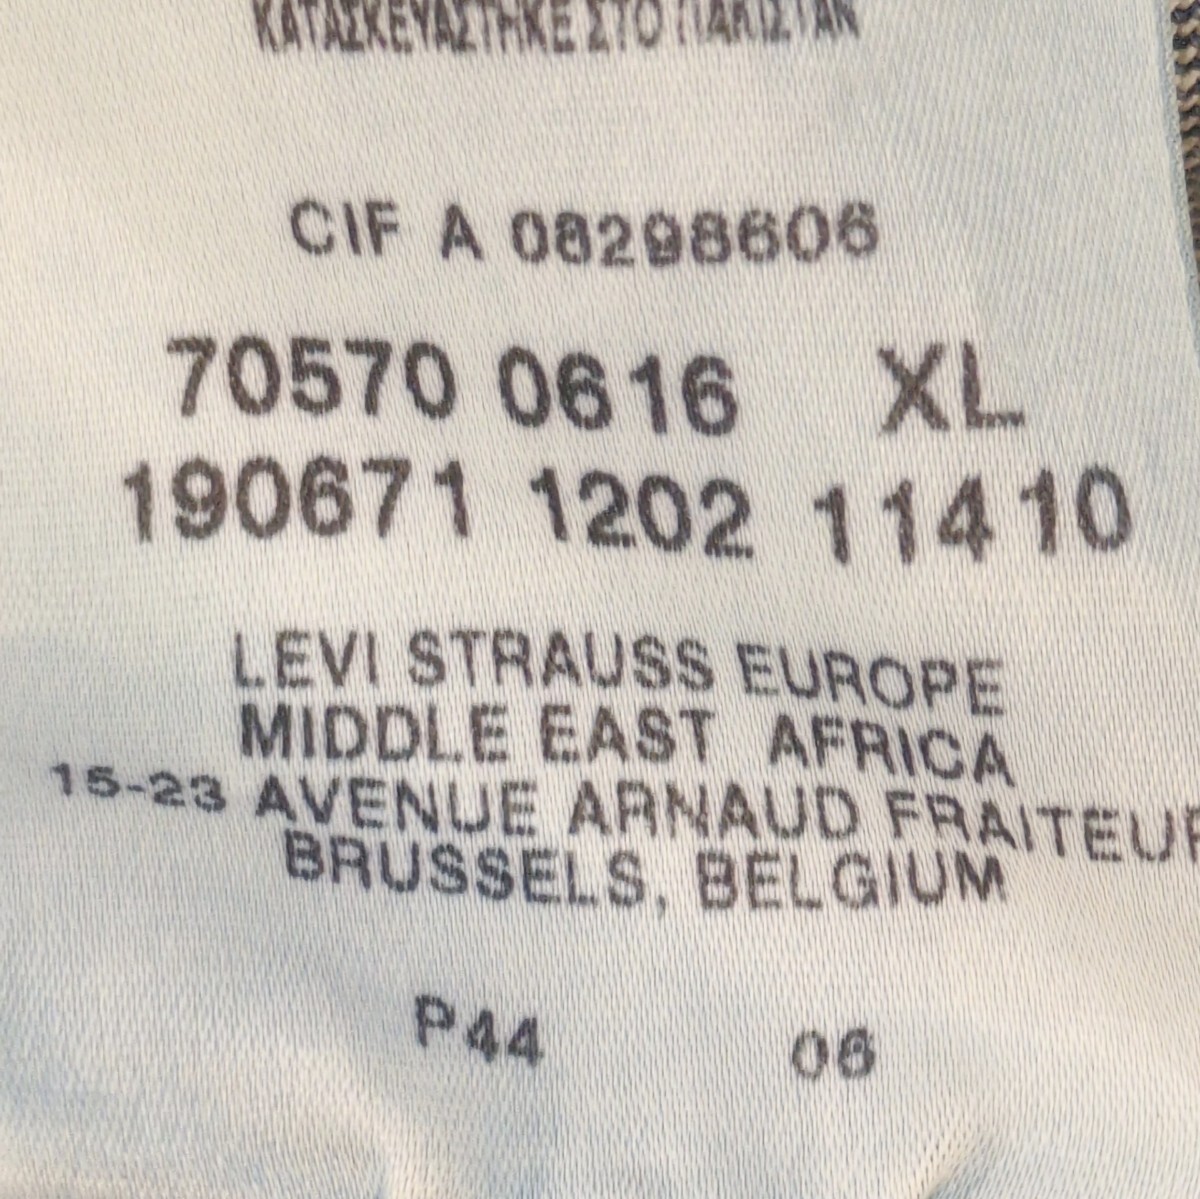 ΚΑΤΑΣΚΕΥΑΣΤΗΚΕ ΣΤΟ ΠΑΚΙΣΤΑΝ
CIF A 08298606
70570 0616 XL
190671 1202 11410
LEVI STRAUSS EUROPE
MIDDLE EAST AFRICA
15-23 AVENUE ARNAUD FRAITEUR
BRUSSELS, BELGIUM
P44 06